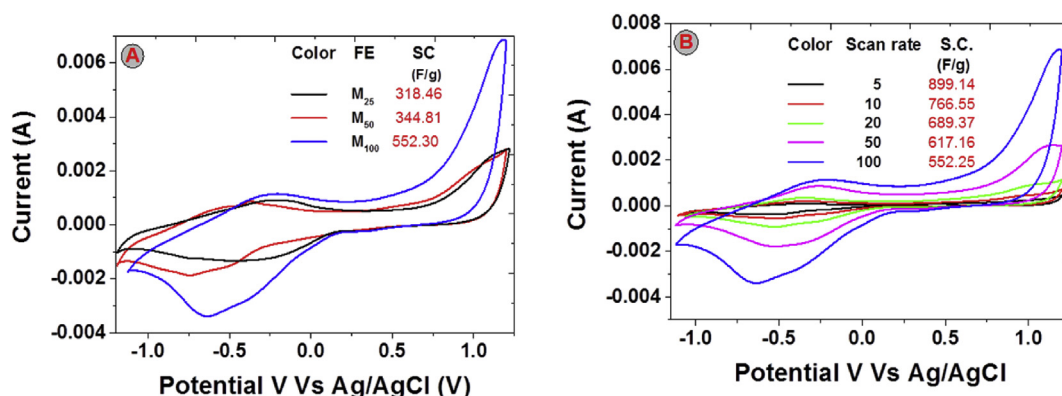 A
Color FE SC
(F/g)
M25 318.46
M50 344.81
M100 552.30
0.006
0.004
0.002
0.000
-0.002
-0.004
Current (A)
-1.0 -0.5 0.0 0.5 1.0
Potential V Vs Ag/AgCl (V)
B
Color Scan rate S.C.
(F/g)
5 899.14
10 766.55
20 689.37
50 617.16
100 552.25
0.008
0.006
0.004
0.002
0.000
-0.002
-0.004
Current (A)
-1.0 -0.5 0.0 0.5 1.0
Potential V Vs Ag/AgCl